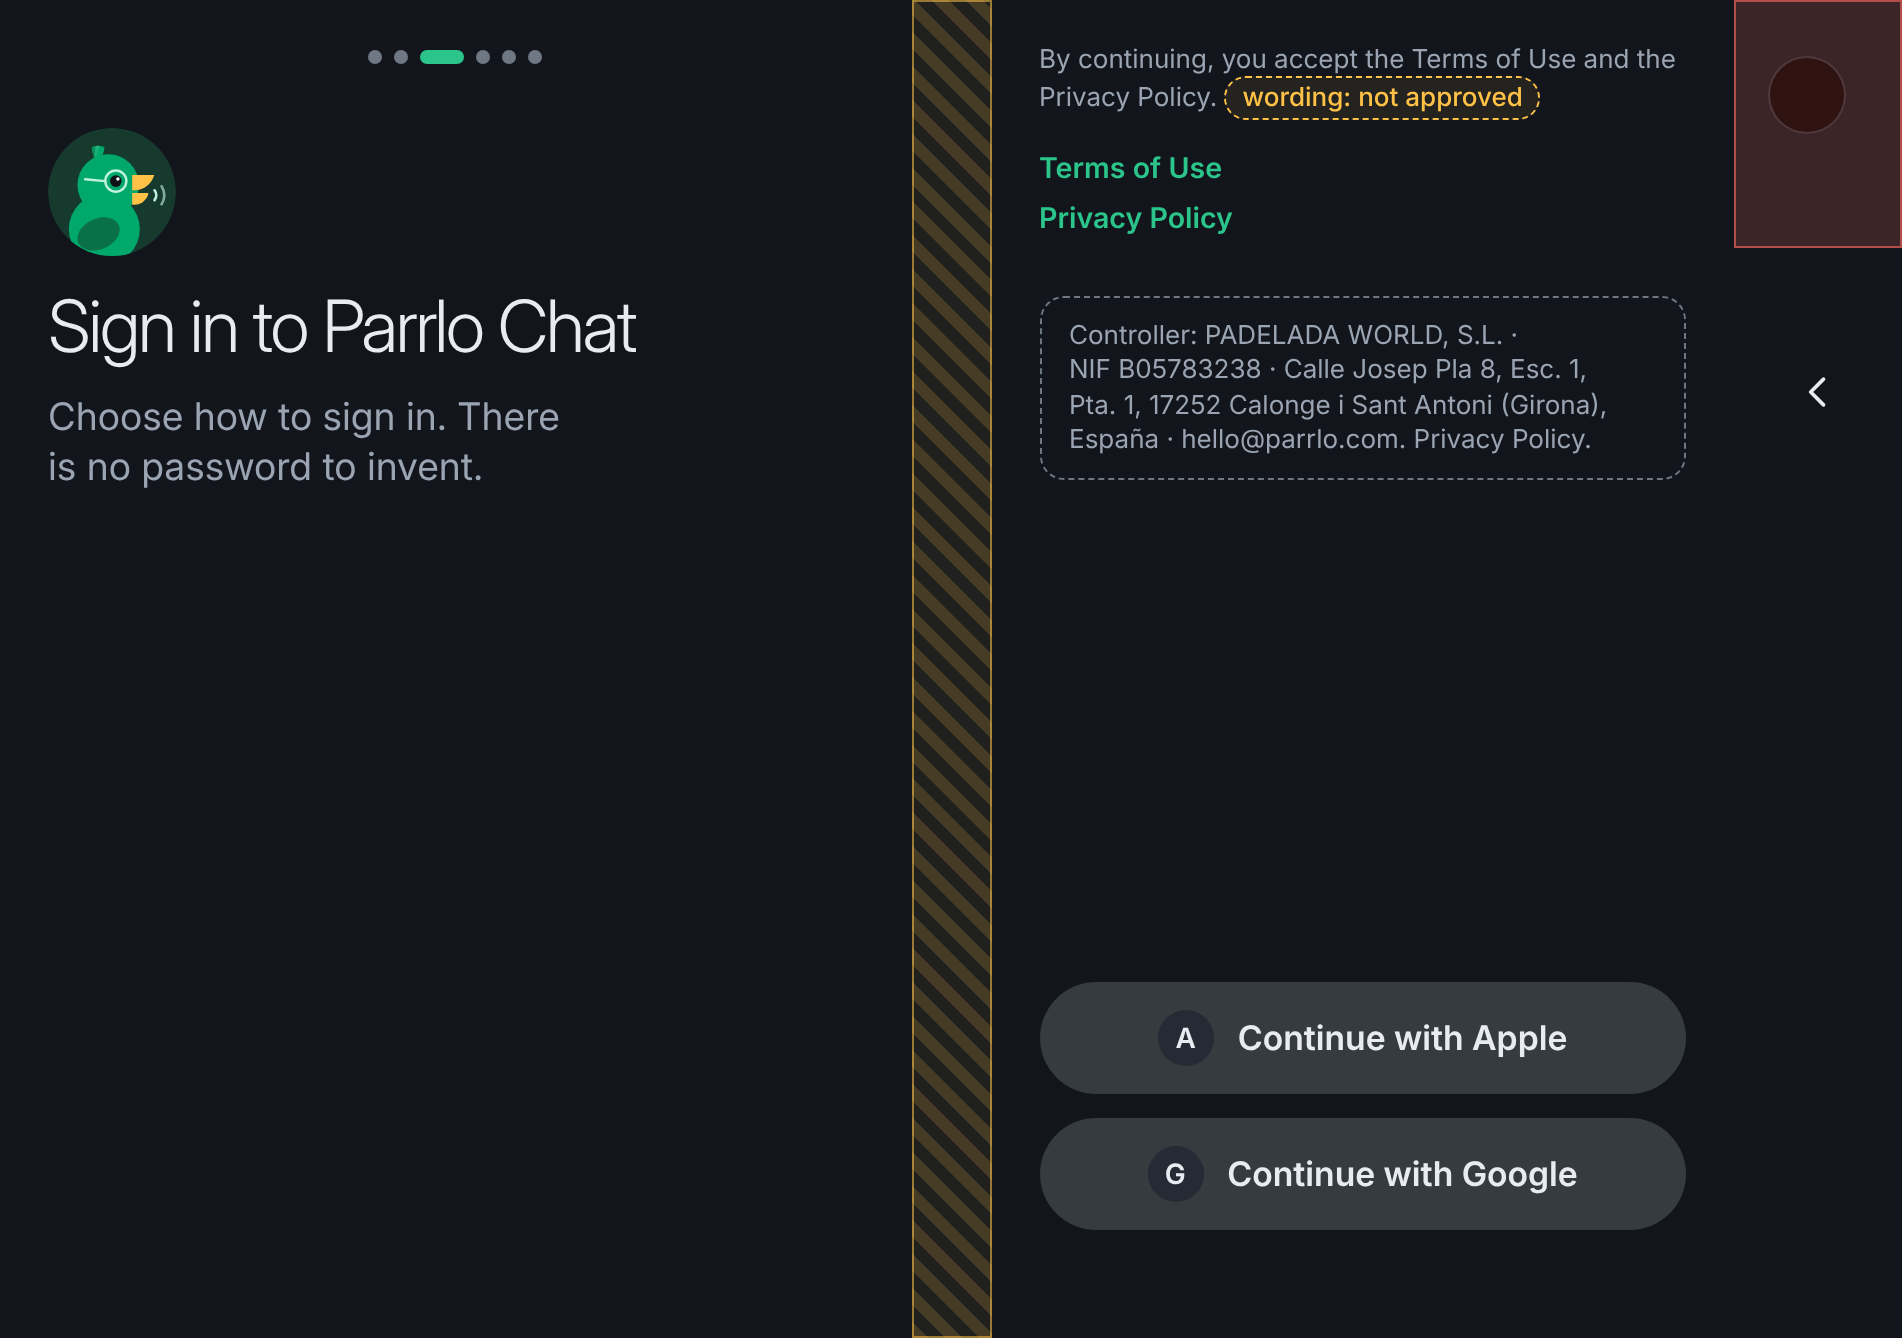 Sign in to Parrlo Chat
Choose how to sign in. There
is no password to invent.
By continuing, you accept the Terms of Use and the
Privacy Policy. wording: not approved
Terms of Use
Privacy Policy
Controller: PADELADA WORLD, S.L. ·
NIF B05783238 · Calle Josep Pla 8, Esc. 1,
Pta. 1, 17252 Calonge i Sant Antoni (Girona),
España · hello@parrlo.com. Privacy Policy.
A Continue with Apple
G Continue with Google